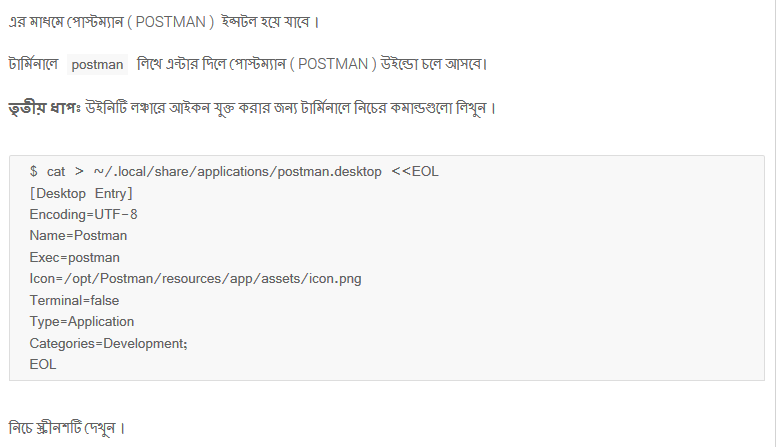 এর মাধমে পোস্টম্যান ( POSTMAN ) ইন্সটল হয়ে যাবে ।
টার্মিনালে postman লিখে এন্টার দিলে পোস্টম্যান ( POSTMAN ) উইন্ডো চলে আসবে।
তৃতীয় ধাপঃ উইনিটি লঞ্চারে আইকন যুক্ত করার জন্য টার্মিনালে নিচের কমান্ডগুলো লিখুন ।
$ cat > ~/.local/share/applications/postman.desktop <<EOL
[Desktop Entry]
Encoding=UTF-8
Name=Postman
Exec=postman
Icon=/opt/Postman/resources/app/assets/icon.png
Terminal=false
Type=Application
Categories=Development;
EOL
নিচে স্ক্রীনশটি দেখুন ।